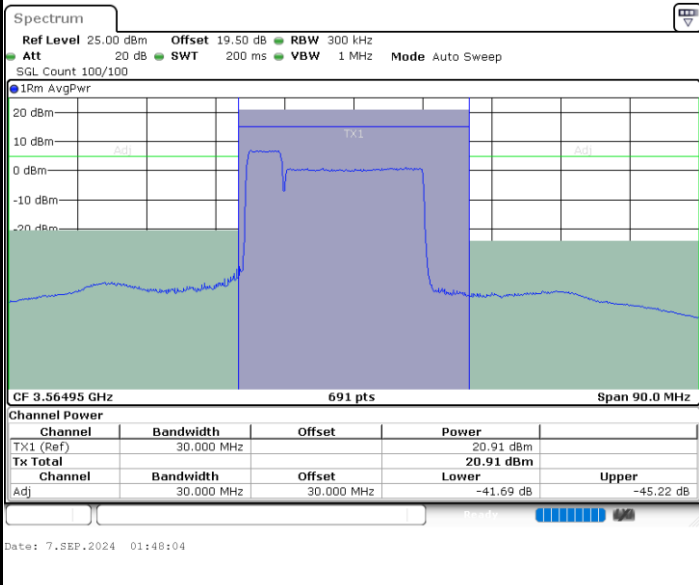 Spectrum
Ref Level 25.00 dBm Offset 19.50 dB RBW 300 kHz
Att 20 dB SWT 200 ms VBW 1 MHz Mode Auto Sweep
SGL Count 100/100
1Rm AvgPwr
20 dBm
TX1
10 dBm
Adj Adj
0 dBm
-10 dBm
-20 dBm
CF 3.56495 GHz 691 pts Span 90.0 MHz
Channel Power
Channel Bandwidth Offset Power
TX1 (Ref) 30.000 MHz 20.91 dBm
Tx Total 20.91 dBm
Channel Bandwidth Offset Lower Upper
Adj 30.000 MHz 30.000 MHz -41.69 dB -45.22 dB
Ready
Date: 7.SEP.2024 01:48:04